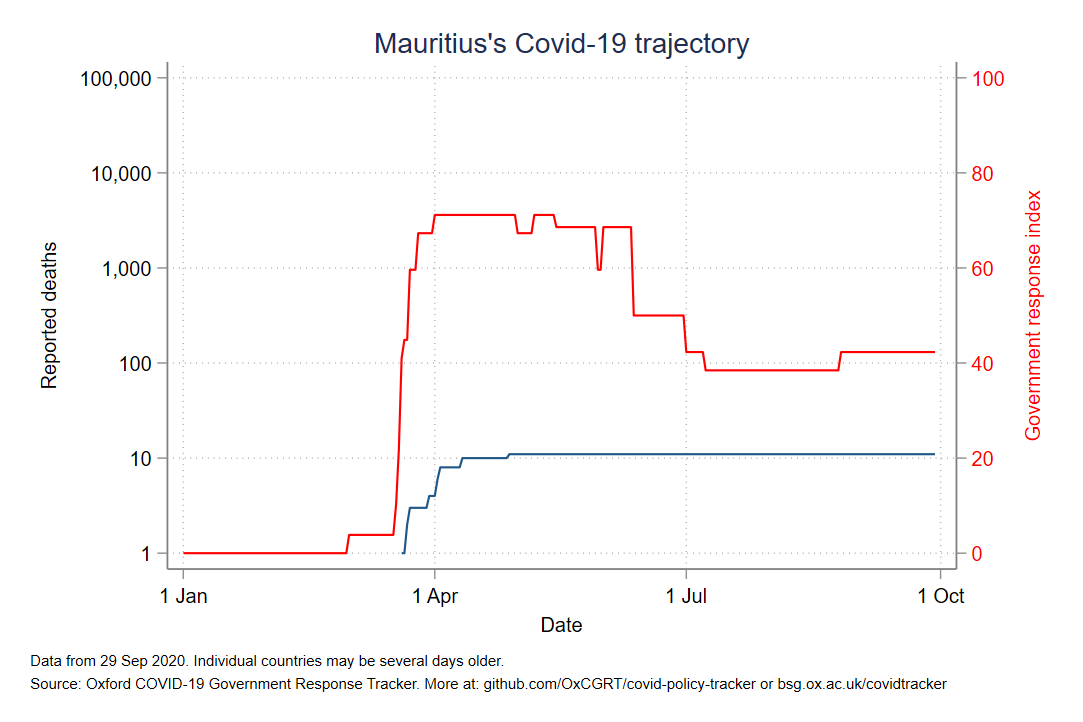 Mauritius's Covid-19 trajectory
100,000
10,000
1,000
100
10
1
Reported deaths
100
80
60
40
20
0
Government response index
1 Jan
1 Apr
1 Jul
1 Oct
Date
Data from 29 Sep 2020. Individual countries may be several days older.
Source: Oxford COVID-19 Government Response Tracker. More at: github.com/OxCGRT/covid-policy-tracker or bsg.ox.ac.uk/covidtracker